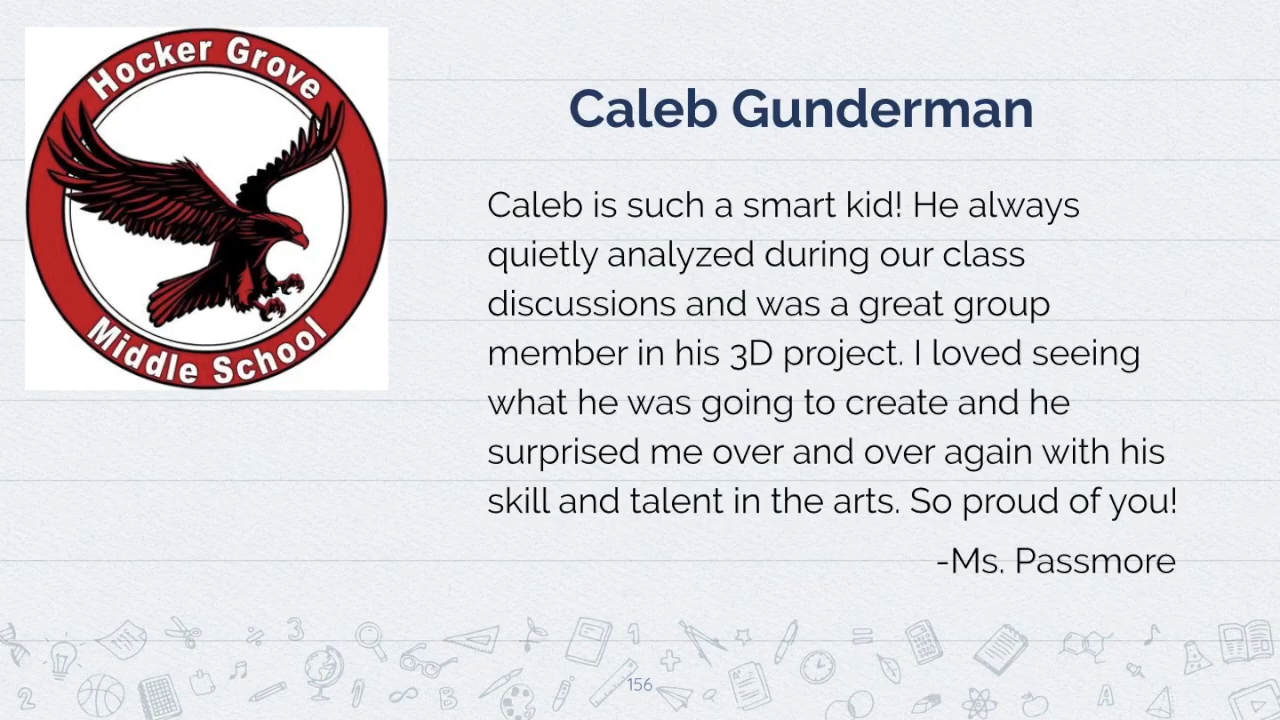 Hocker Grove
Middle School
Caleb Gunderman
Caleb is such a smart kid! He always
quietly analyzed during our class
discussions and was a great group
member in his 3D project. I loved seeing
what he was going to create and he
surprised me over and over again with his
skill and talent in the arts. So proud of you!
-Ms. Passmore
3
1
2
B
A
156